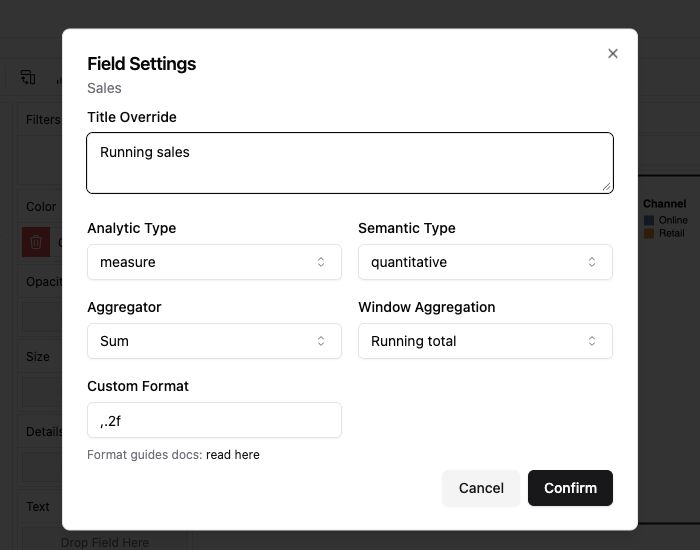 Field Settings
Sales
Title Override
Running sales
Analytic Type
Semantic Type
measure
quantitative
Aggregator
Window Aggregation
Sum
Running total
Custom Format
,.2f
Format guides docs: read here
Cancel
Confirm
Filters
Color
Opacit
Size
Details
Text
Drop Field Here
Channel
Online
Retail